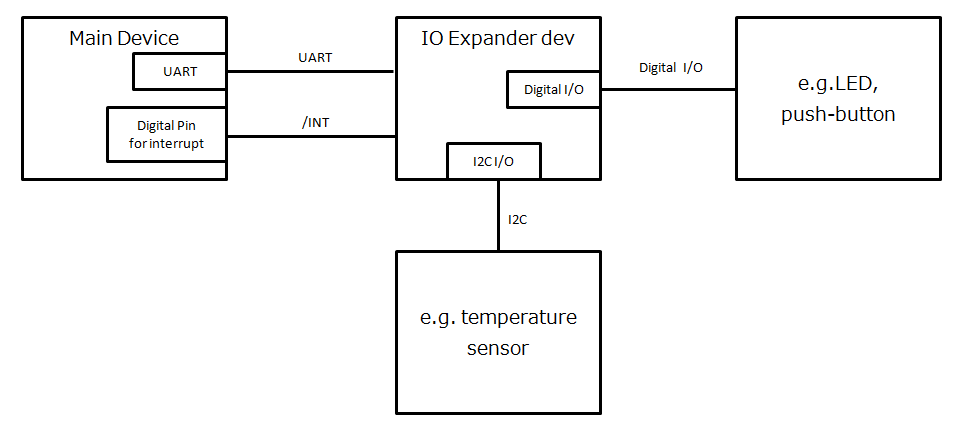 Main Device
UART
Digital Pin
for interrupt
UART
/INT
IO Expander dev
Digital I/O
I2C I/O
Digital I/O
e.g.LED,
push-button
I2C
e.g. temperature
sensor